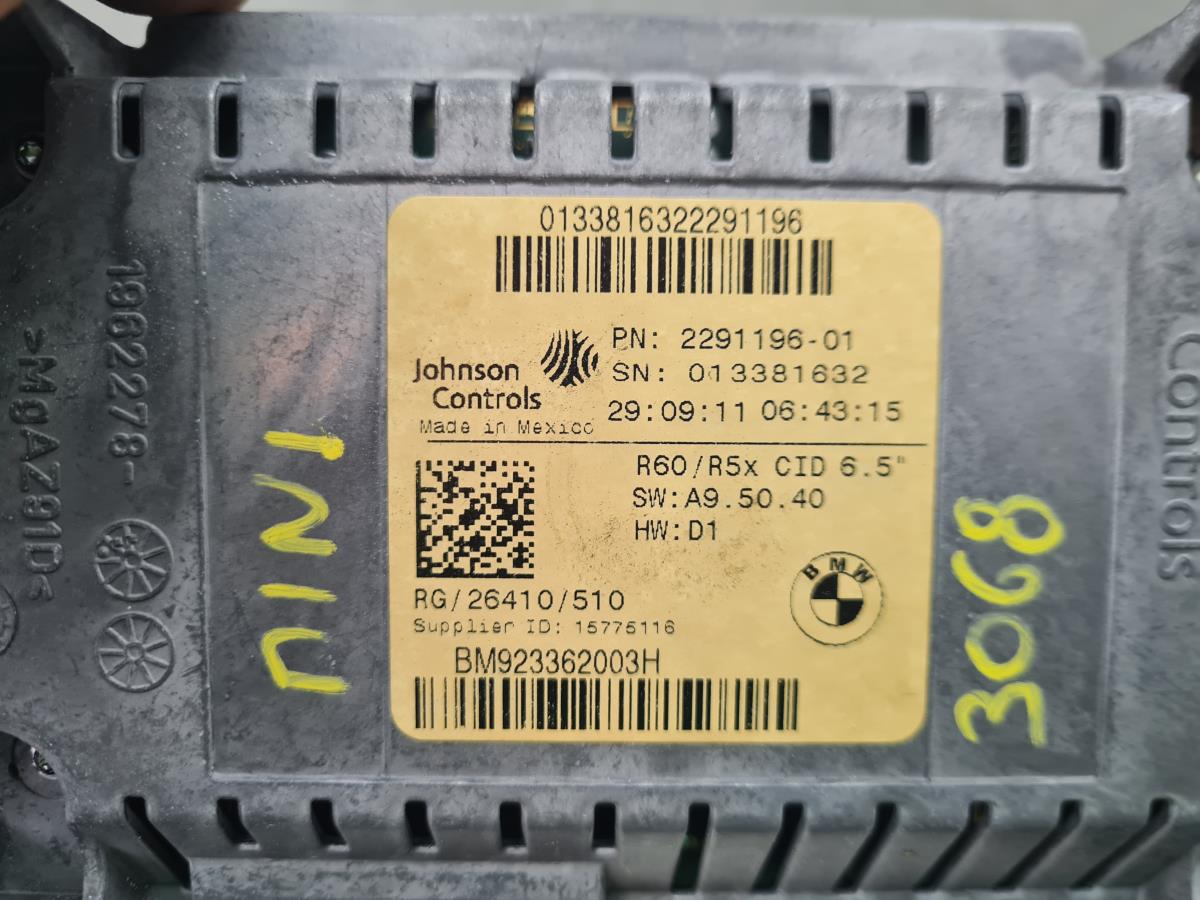 0133816322291196
Johnson
Controls
Made in Mexico
PN: 2291196-01
SN: 013381632
29:09:11 06:43:15
R60/R5x CID 6.5"
SW:A9.50.40
HW:D1
BMW
RG/26410/510
Supplier ID: 15775116
BM923362003H
MINI
3068
1962278-
>MgAZ91D<
Controls